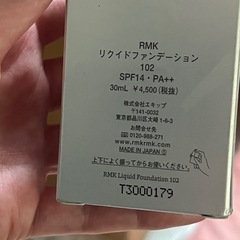 RMK
リクイドファンデーション
102
SPF14・PA++
30mL ¥4,500(税抜)
株式会社エキップ
〒141-0032
東京都品川区大崎1-6-3
お問合せ先
0120-988-271
www.rmkrmk.com
MADE IN JAPAN
上下によく振ってからお使いください。
RMK Liquid Foundation 102
T3000179